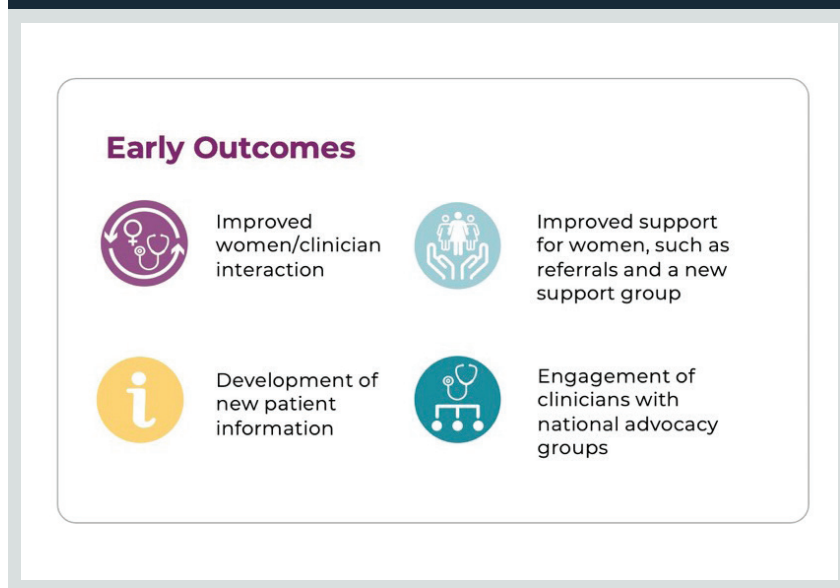 Early Outcomes
Improved
women/clinician
interaction
Improved support
for women, such as
referrals and a new
support group
Development of
new patient
information
Engagement of
clinicians with
national advocacy
groups